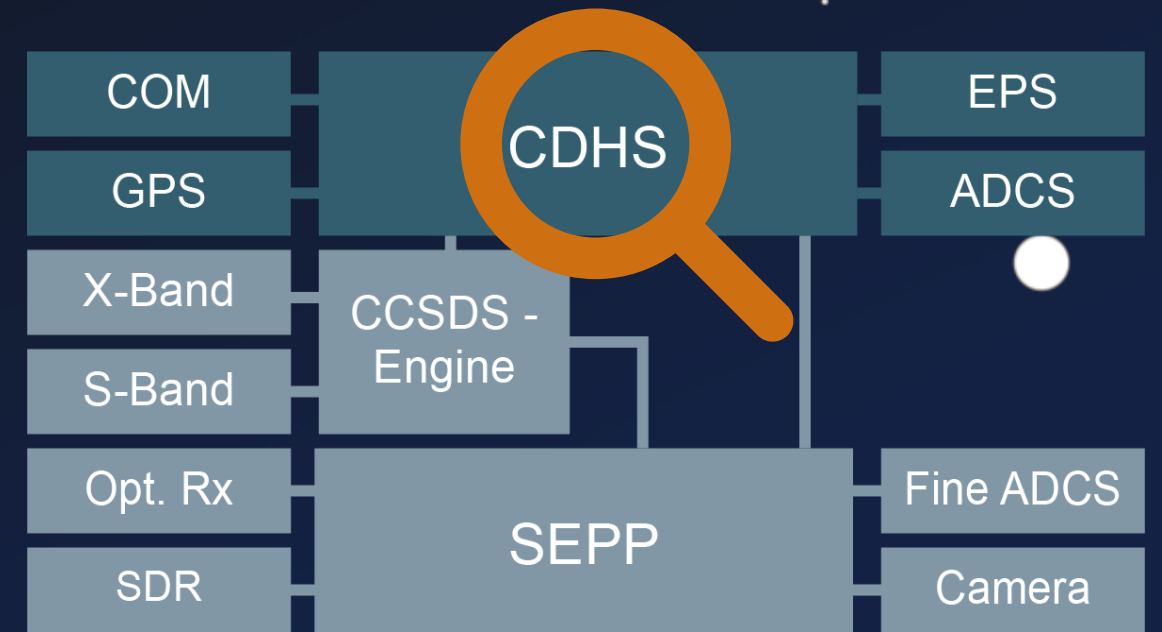 COM
CDHS
EPS
GPS
ADCS
X-Band
CCSDS -
Engine
S-Band
Opt. Rx
SEPP
Fine ADCS
SDR
Camera